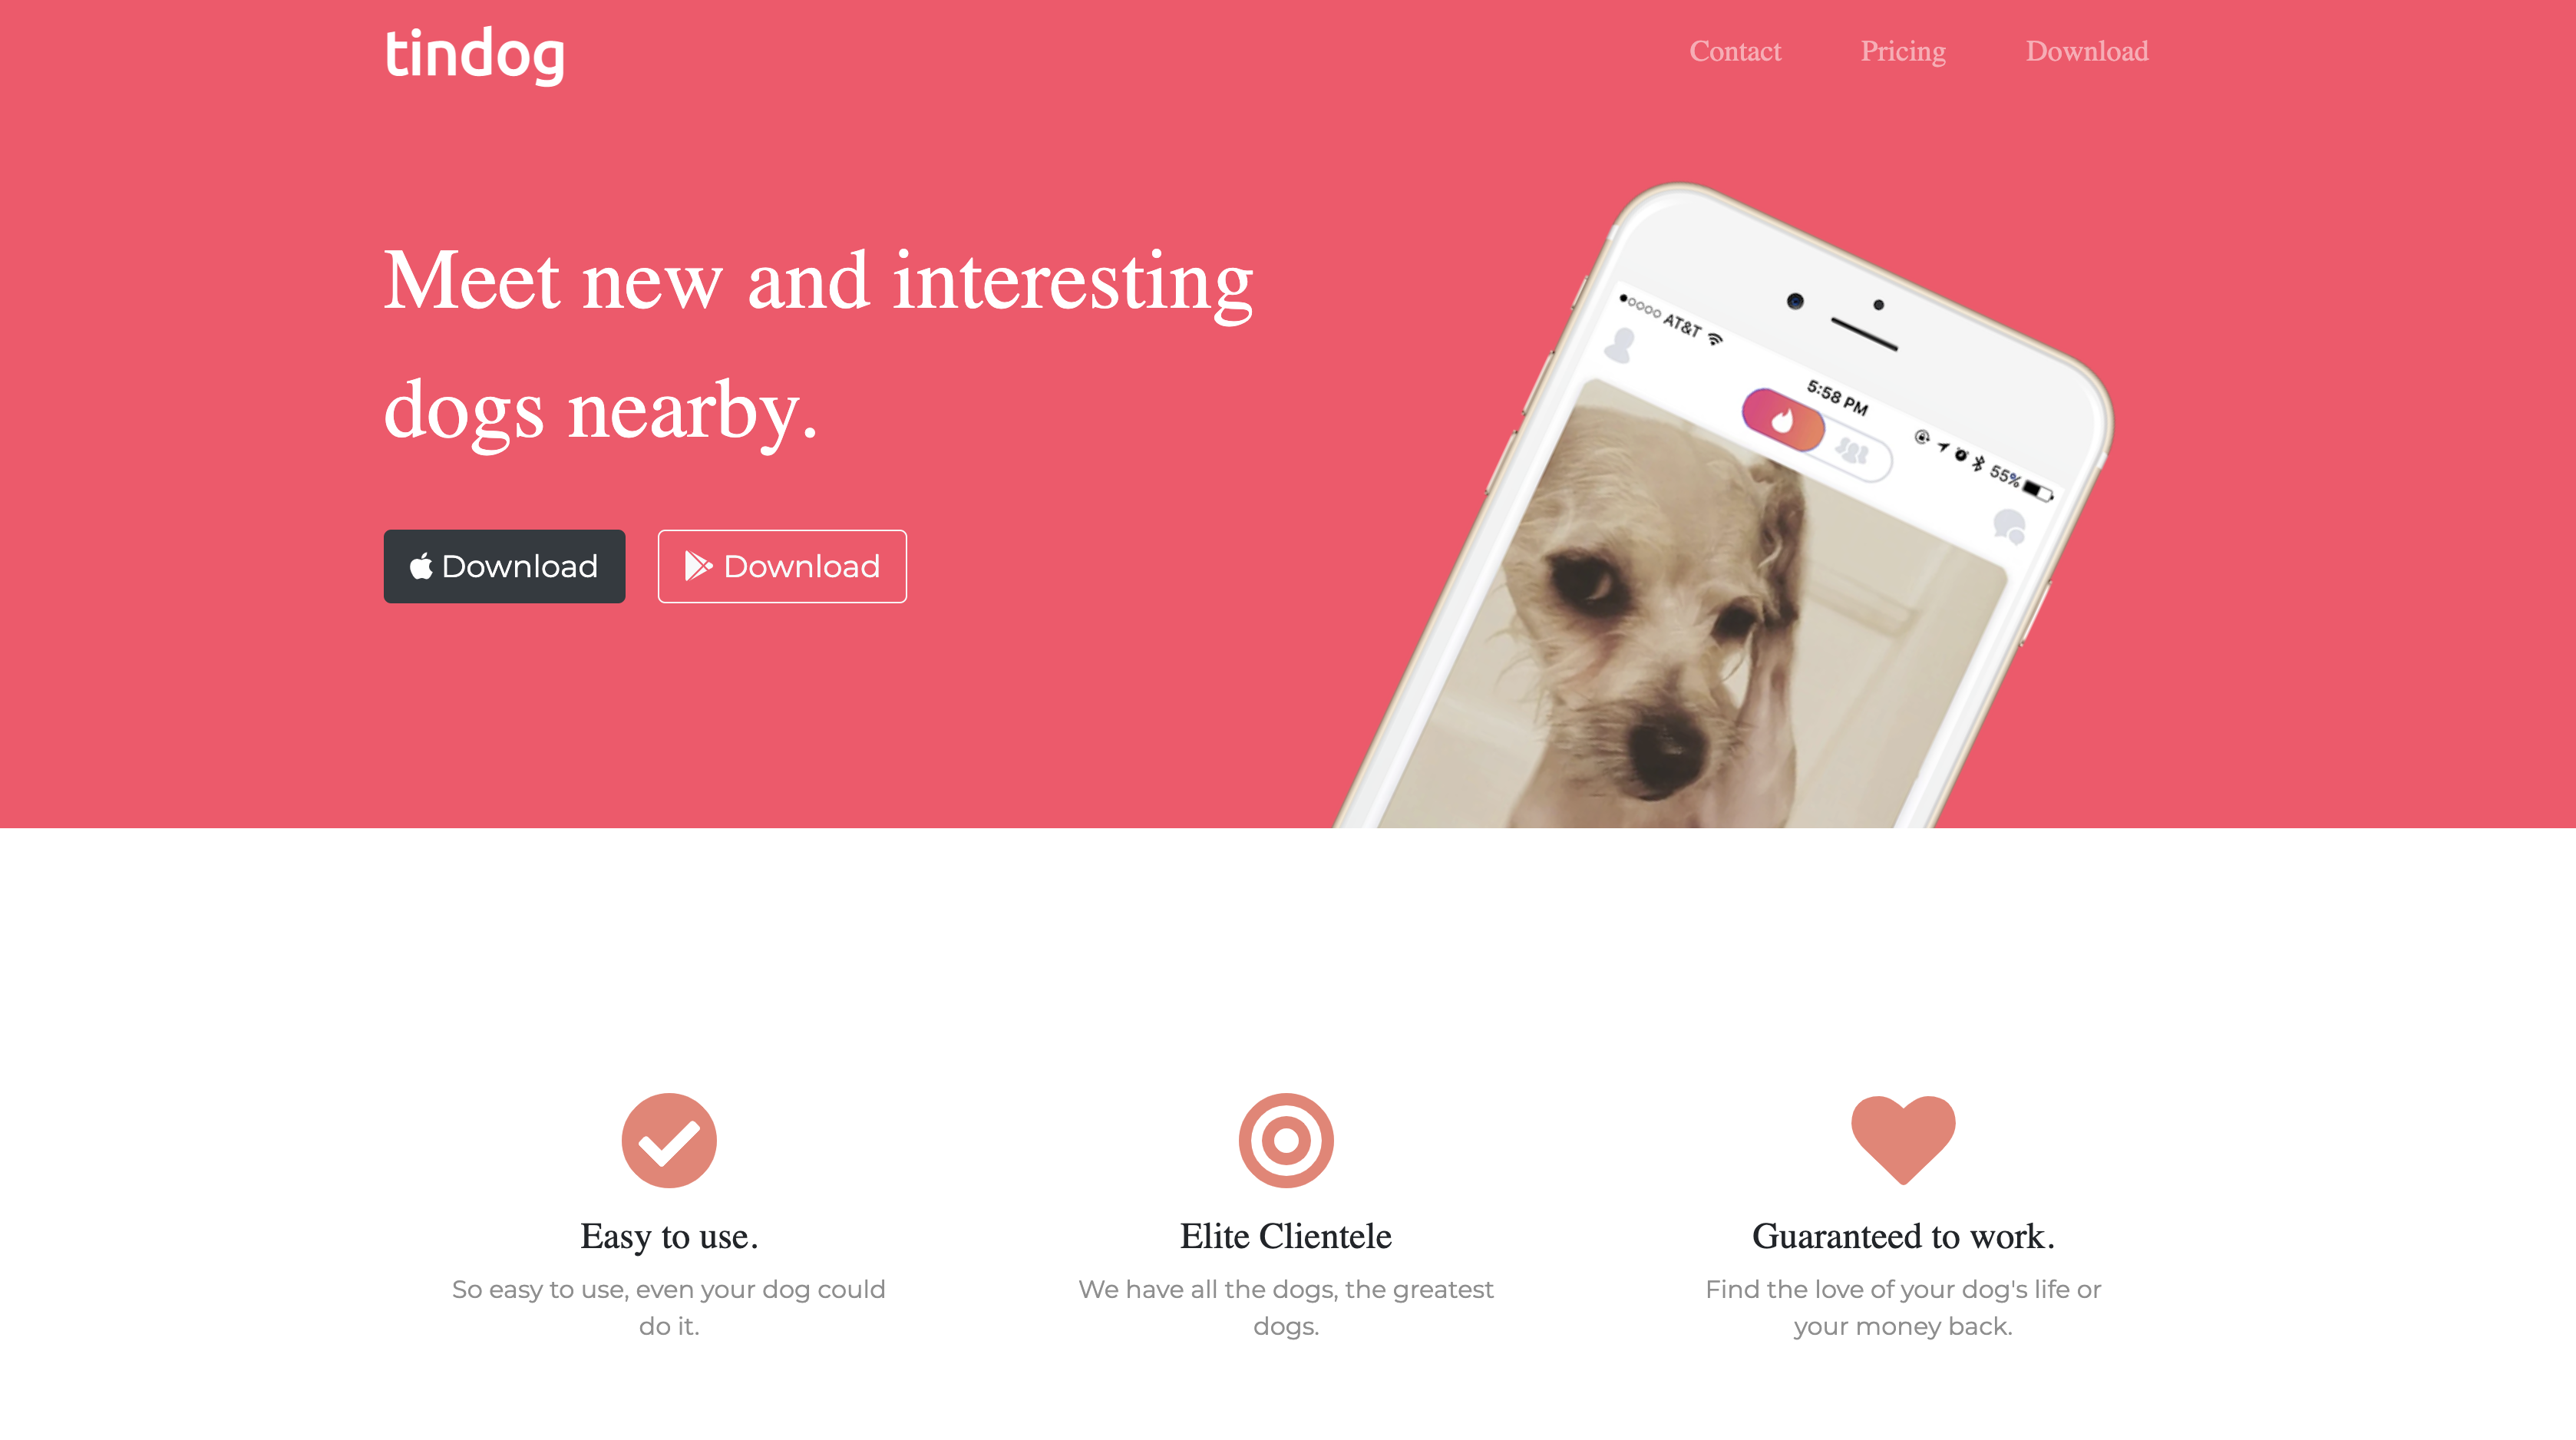 tindog
Contact Pricing Download
Meet new and interesting
dogs nearby.
Download Download
AT&T
5:58 PM
55%
Easy to use.
So easy to use, even your dog could
do it.
Elite Clientele
We have all the dogs, the greatest
dogs.
Guaranteed to work.
Find the love of your dog's life or
your money back.